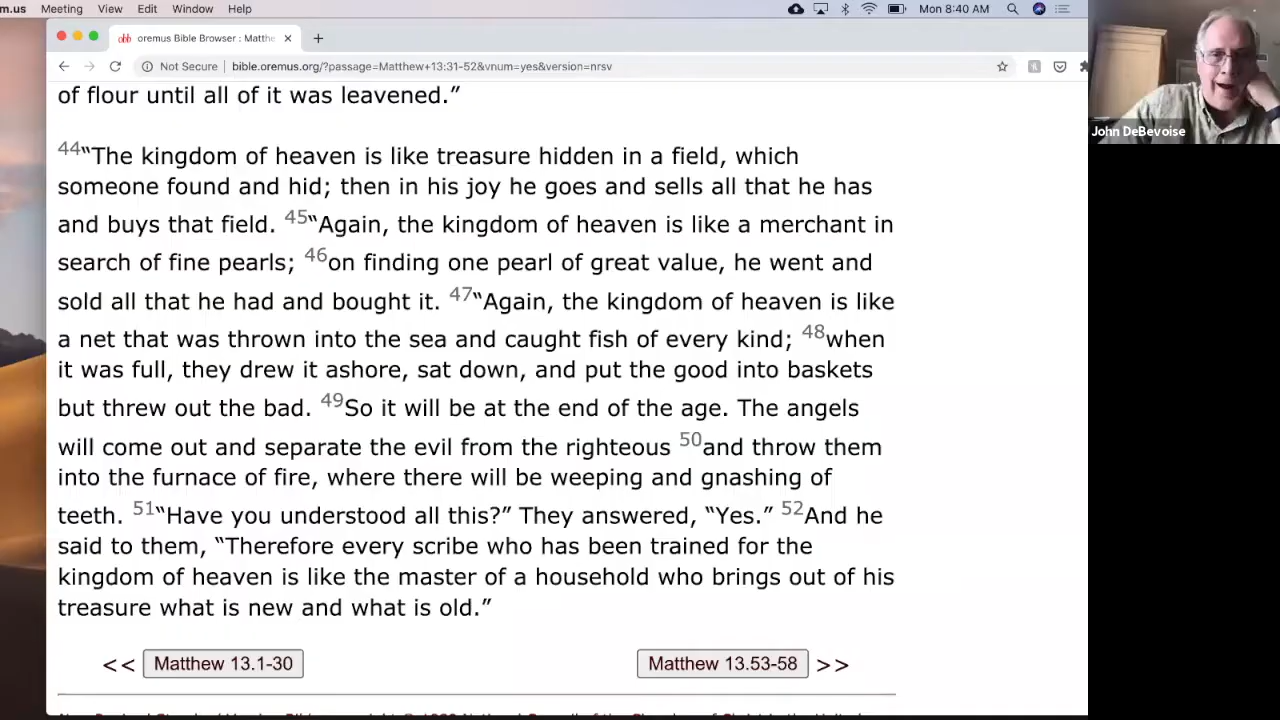 m.us Meeting View Edit Window Help Mon 8:40 AM
oremus Bible Browser : Matthe
Not Secure bible.oremus.org/?passage=Matthew+13:31-52&vnum=yes&version=nrsv
John DeBevoise
of flour until all of it was leavened.”
44“The kingdom of heaven is like treasure hidden in a field, which
someone found and hid; then in his joy he goes and sells all that he has
and buys that field. 45“Again, the kingdom of heaven is like a merchant in
search of fine pearls; 46on finding one pearl of great value, he went and
sold all that he had and bought it. 47“Again, the kingdom of heaven is like
a net that was thrown into the sea and caught fish of every kind; 48when
it was full, they drew it ashore, sat down, and put the good into baskets
but threw out the bad. 49So it will be at the end of the age. The angels
will come out and separate the evil from the righteous 50and throw them
into the furnace of fire, where there will be weeping and gnashing of
teeth. 51“Have you understood all this?” They answered, “Yes.” 52And he
said to them, “Therefore every scribe who has been trained for the
kingdom of heaven is like the master of a household who brings out of his
treasure what is new and what is old.”
<< Matthew 13.1-30 Matthew 13.53-58 >>